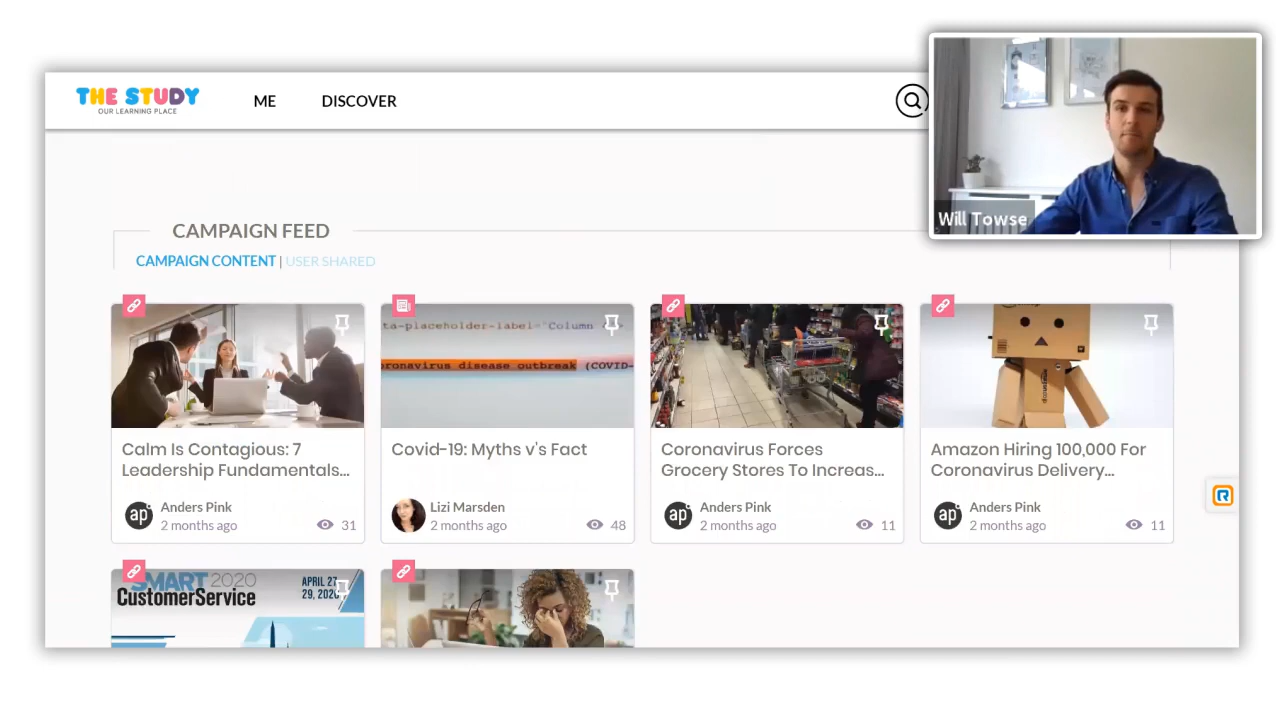 THE STUDY
OUR LEARNING PLACE
ME
DISCOVER
Will Towse
CAMPAIGN FEED
CAMPAIGN CONTENT | USER SHARED
ta-placeholder-label="Column
oronavirus disease outbreak (COVID-
Calm Is Contagious: 7
Leadership Fundamentals...
ap
Anders Pink
2 months ago
31
Covid-19: Myths v's Fact
Lizi Marsden
2 months ago
48
Coronavirus Forces
Grocery Stores To Increas...
ap
Anders Pink
2 months ago
11
Amazon Hiring 100,000 For
Coronavirus Delivery...
ap
Anders Pink
2 months ago
11
R
SMART 2020
CustomerService
APRIL 27
29, 2020